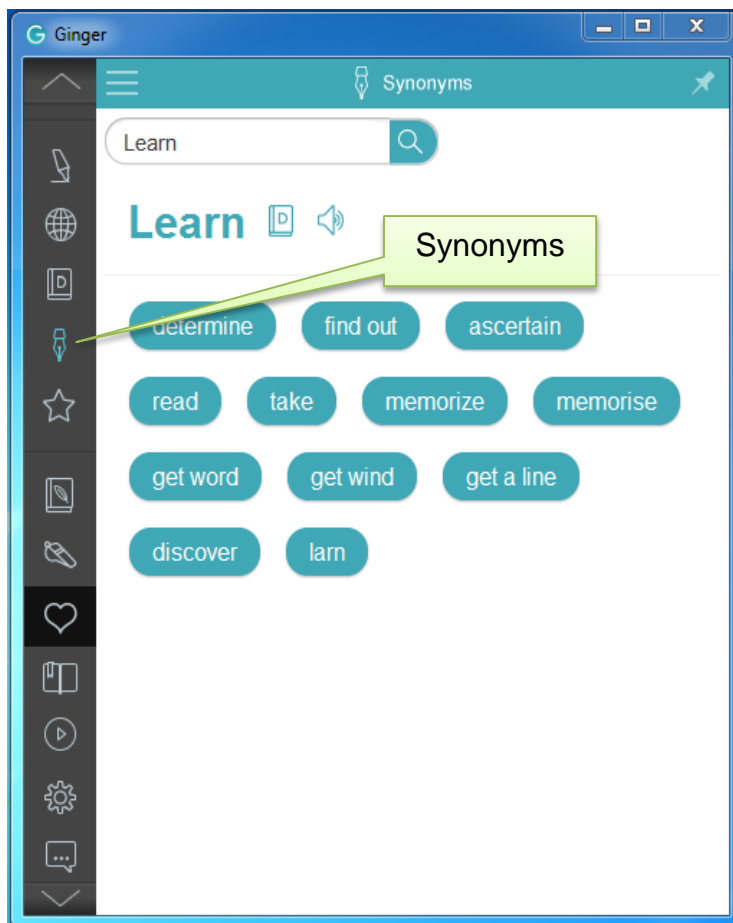 Ginger
Synonyms
Learn
Learn D
Synonyms
D
determine find out ascertain
read take memorize memorise
get word get wind get a line
discover larn